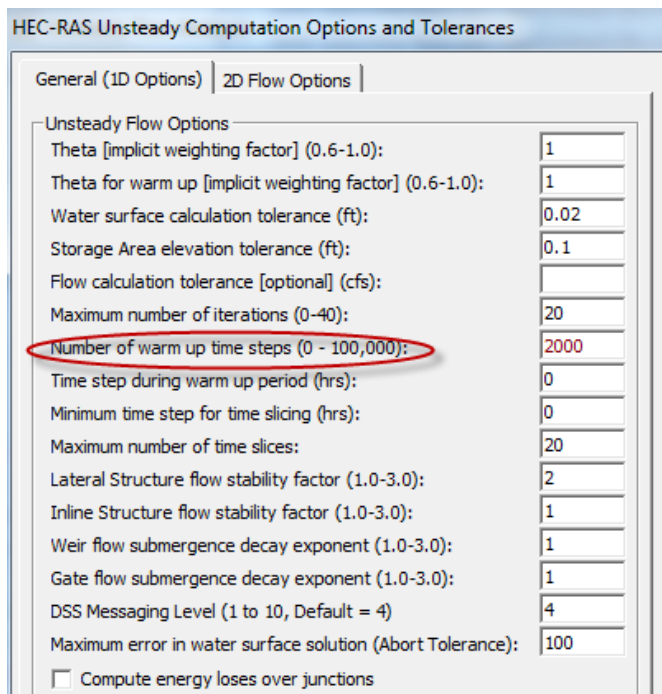 HEC-RAS Unsteady Computation Options and Tolerances
General (1D Options) 2D Flow Options
Unsteady Flow Options
Theta [implicit weighting factor] (0.6-1.0): 1
Theta for warm up [implicit weighting factor] (0.6-1.0): 1
Water surface calculation tolerance (ft): 0.02
Storage Area elevation tolerance (ft): 0.1
Flow calculation tolerance [optional] (cfs):
Maximum number of iterations (0-40): 20
Number of warm up time steps (0 - 100,000): 2000
Time step during warm up period (hrs): 0
Minimum time step for time slicing (hrs): 0
Maximum number of time slices: 20
Lateral Structure flow stability factor (1.0-3.0): 2
Inline Structure flow stability factor (1.0-3.0): 1
Weir flow submergence decay exponent (1.0-3.0): 1
Gate flow submergence decay exponent (1.0-3.0): 1
DSS Messaging Level (1 to 10, Default = 4) 4
Maximum error in water surface solution (Abort Tolerance): 100
Compute energy loses over junctions